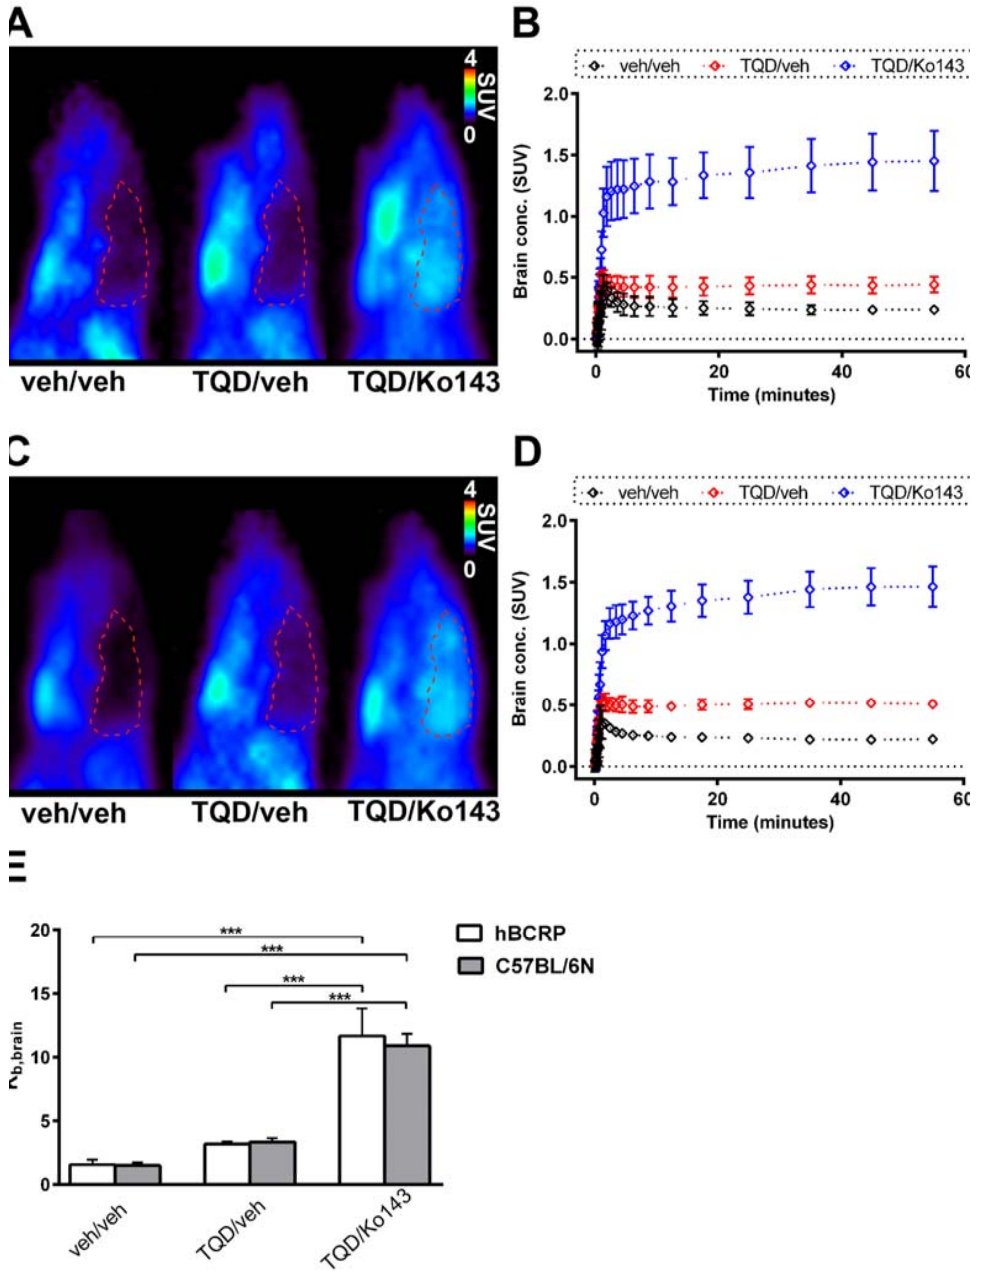 A
4
SUV
0
veh/veh
TQD/veh
TQD/Ko143
B
veh/veh TQD/veh TQD/Ko143
2.0
1.5
1.0
0.5
0.0
Brain conc. (SUV)
0 20 40 60
Time (minutes)
C
4
SUV
0
veh/veh
TQD/veh
TQD/Ko143
D
veh/veh TQD/veh TQD/Ko143
2.0
1.5
1.0
0.5
0.0
Brain conc. (SUV)
0 20 40 60
Time (minutes)
E
20
15
10
5
0
b,brain
***
***
***
***
hBCRP
C57BL/6N
veh/veh
TQD/veh
TQD/Ko143